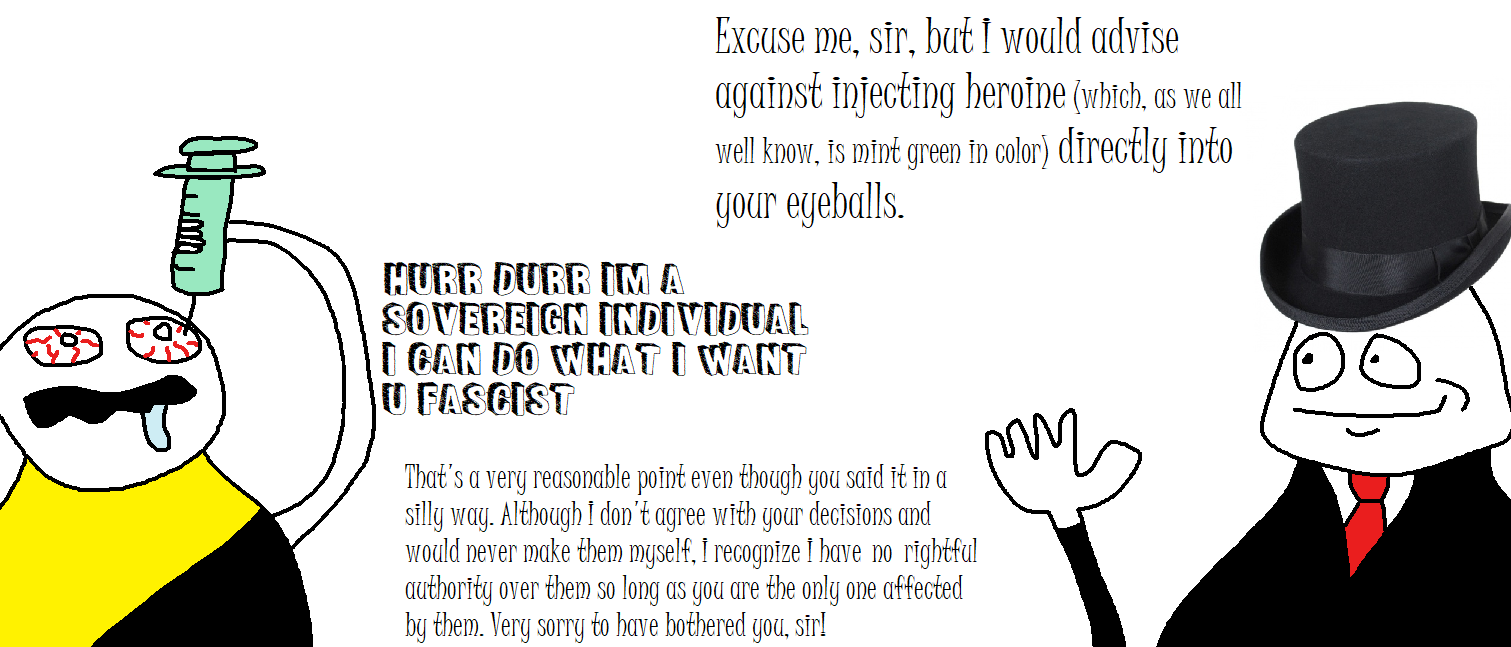 Excuse me, sir, but I would advise
against injecting heroine (which, as we all
well know, is mint green in color) directly into
your eyeballs.
HURR DURR IM A
SOVEREIGN INDIVIDUAL
I CAN DO WHAT I WANT
U FASCIST
That's a very reasonable point even though you said it in a
silly way. Although I don't agree with your decisions and
would never make them myself, I recognize I have no rightful
authority over them so long as you are the only one affected
by them. Very sorry to have bothered you, sir!